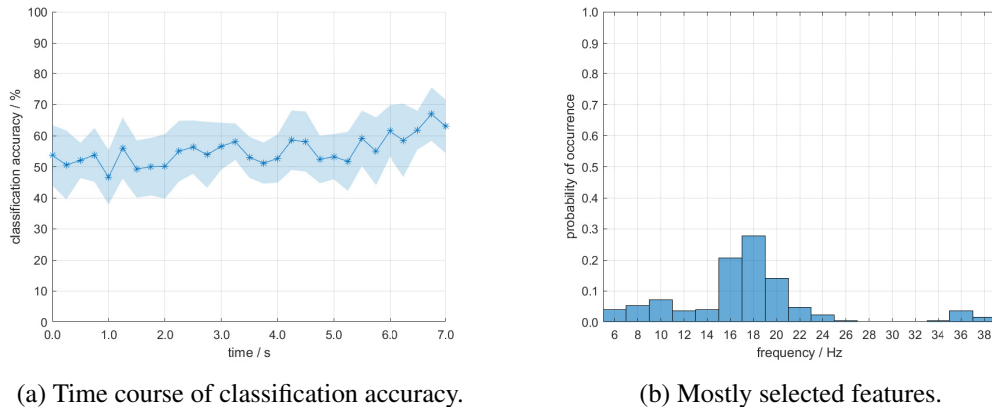 100
90
80
70
60
50
40
30
20
10
0
classification accuracy / %
0.0 1.0 2.0 3.0 4.0 5.0 6.0 7.0
time / s
(a) Time course of classification accuracy.
1.0
0.9
0.8
0.7
0.6
0.5
0.4
0.3
0.2
0.1
0.0
probability of occurrence
6 8 10 12 14 16 18 20 22 24 26 28 30 32 34 36 38
frequency / Hz
(b) Mostly selected features.